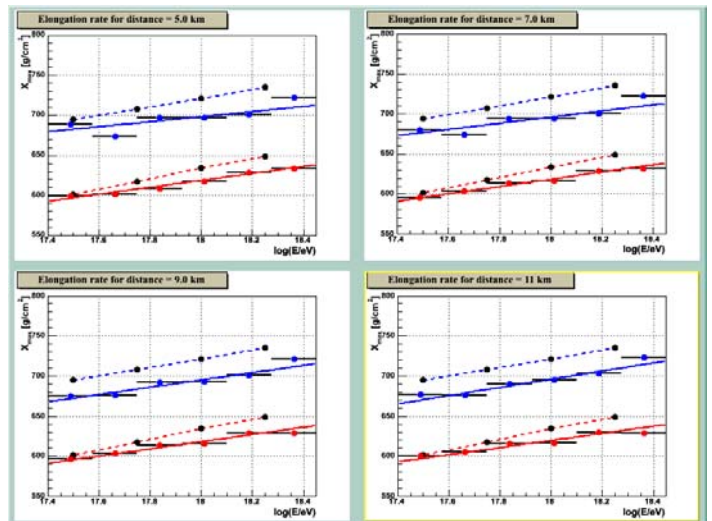 Elongation rate for distance = 5.0 km
X_max [g/cm²]
800
750
700
650
600
550
17.4 17.6 17.8 18 18.2 18.4
log(E/eV)
Elongation rate for distance = 7.0 km
X_max [g/cm²]
800
750
700
650
600
550
17.4 17.6 17.8 18 18.2 18.4
log(E/eV)
Elongation rate for distance = 9.0 km
X_max [g/cm²]
800
750
700
650
600
550
17.4 17.6 17.8 18 18.2 18.4
log(E/eV)
Elongation rate for distance = 11 km
X_max [g/cm²]
800
750
700
650
600
550
17.4 17.6 17.8 18 18.2 18.4
log(E/eV)